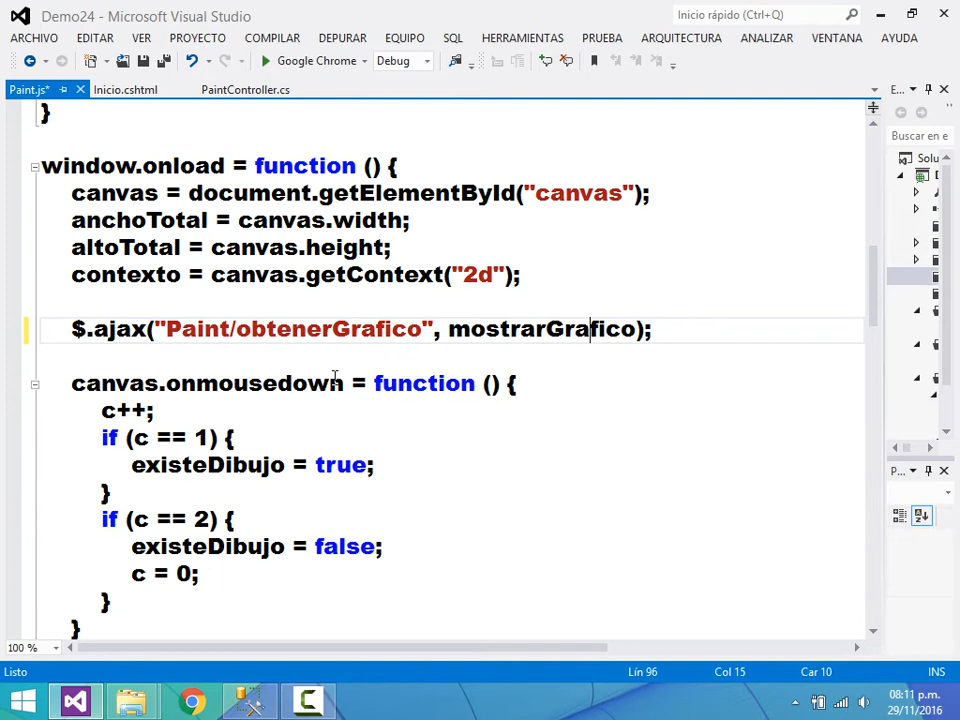 Demo24 - Microsoft Visual Studio
Inicio rápido (Ctrl+Q)
ARCHIVO EDITAR VER PROYECTO COMPILAR DEPURAR EQUIPO SQL HERRAMIENTAS PRUEBA ARQUITECTURA ANALIZAR VENTANA AYUDA
Google Chrome Debug
Paint.js* Inicio.cshtml PaintController.cs
E...
Buscar en e
Solu
}
window.onload = function () {
canvas = document.getElementById("canvas");
anchoTotal = canvas.width;
altoTotal = canvas.height;
contexto = canvas.getContext("2d");
$.ajax("Paint/obtenerGrafico", mostrarGrafico);
canvas.onmousedown = function () {
c++;
if (c == 1) {
existeDibujo = true;
}
if (c == 2) {
existeDibujo = false;
c = 0;
}
}
P...
100 %
Listo Lín 96 Col 15 Car 10 INS
08:11 p.m.
29/11/2016